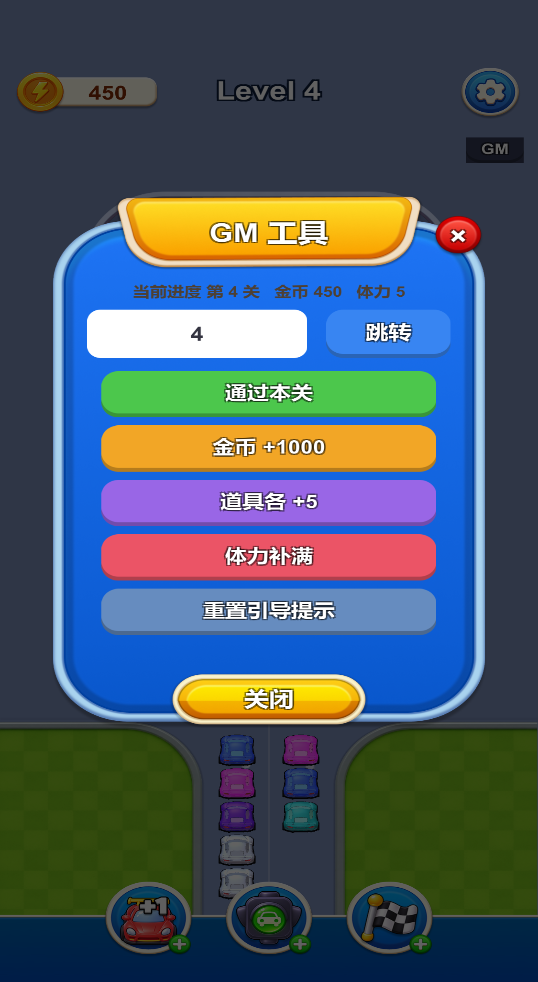 450
Level 4
GM
GM 工具
当前进度 第 4 关 金币 450 体力 5
4
跳转
通过本关
金币 +1000
道具各 +5
体力补满
重置引导提示
关闭
+1